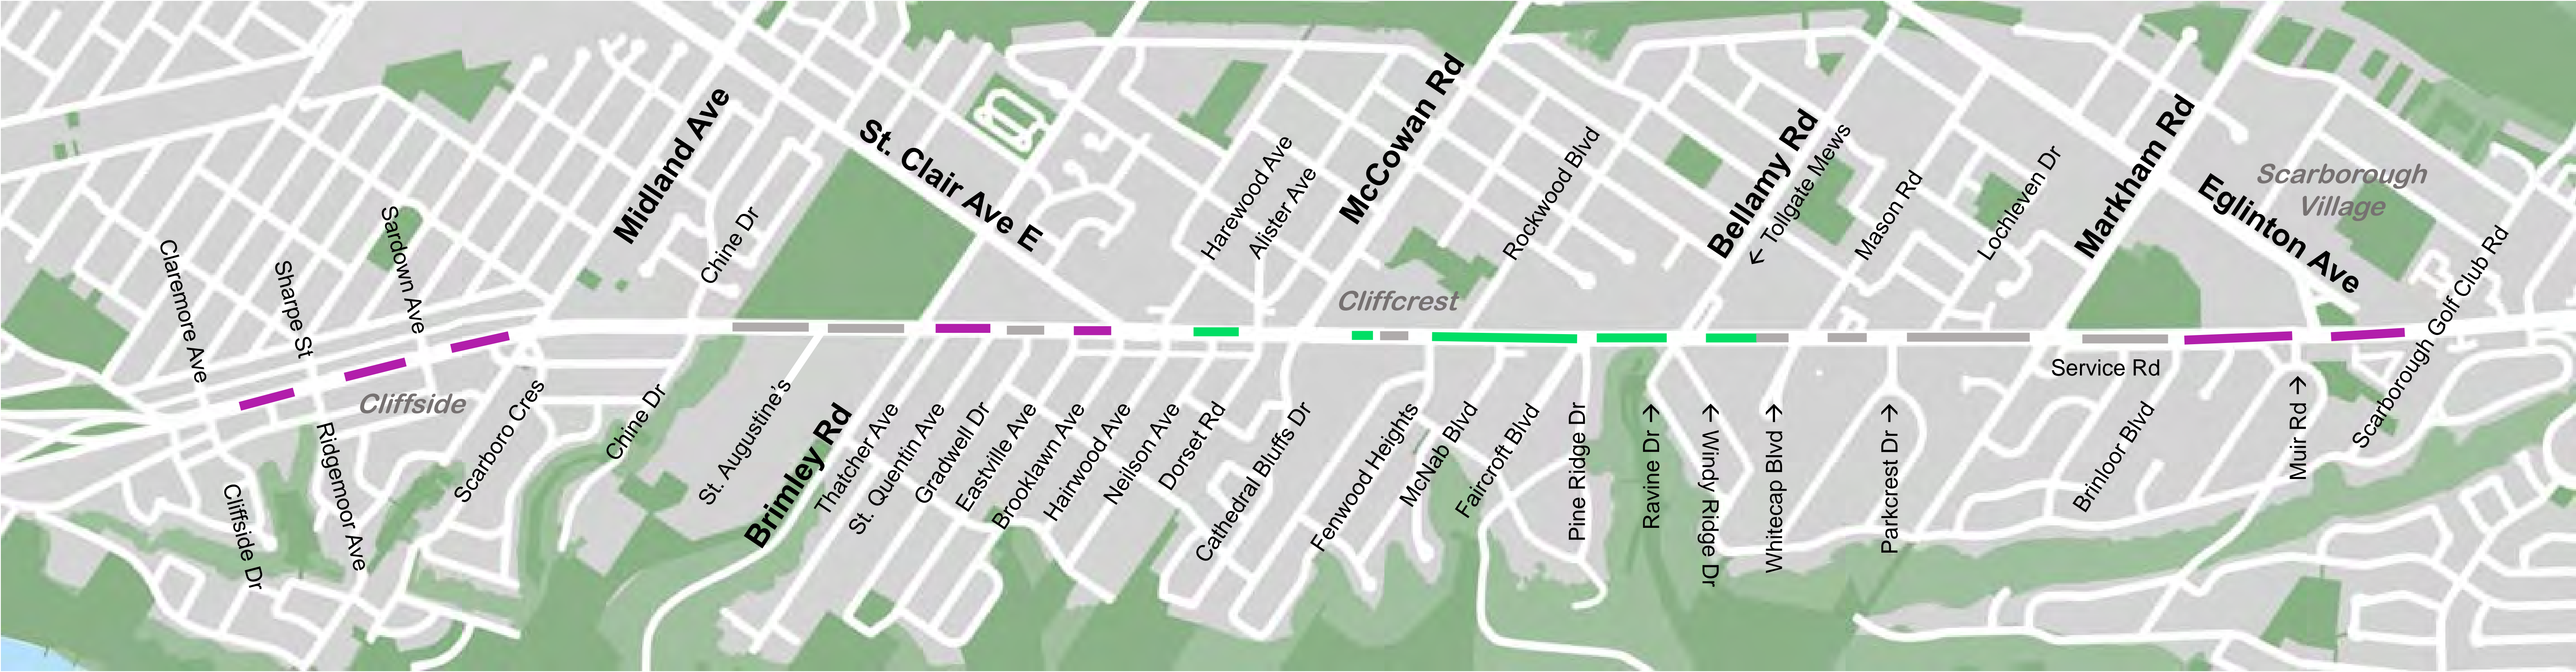 Claremore Ave
Sharpe St
Sardown Ave
Midland Ave
Chine Dr
St. Clair Ave E
Harewood Ave
Alister Ave
McCowan Rd
Rockwood Blvd
Bellamy Rd
← Tollgate Mews
Mason Rd
Lochleven Dr
Markham Rd
Eglinton Ave
Scarborough
Village
Scarborough Golf Club Rd
Cliffcrest
Cliffside
Service Rd
Cliffside Dr
Ridgemoor Ave
Scarboro Cres
Chine Dr
St. Augustine's
Brimley Rd
Thatcher Ave
St. Quentin Ave
Gradwell Dr
Eastville Ave
Brooklawn Ave
Hairwood Ave
Neilson Ave
Dorset Rd
Cathedral Bluffs Dr
Fenwood Heights
McNab Blvd
Faircroft Blvd
Pine Ridge Dr
Ravine Dr →
← Windy Ridge Dr
Whitecap Blvd →
Parkcrest Dr →
Brinloor Blvd
Muir Rd →